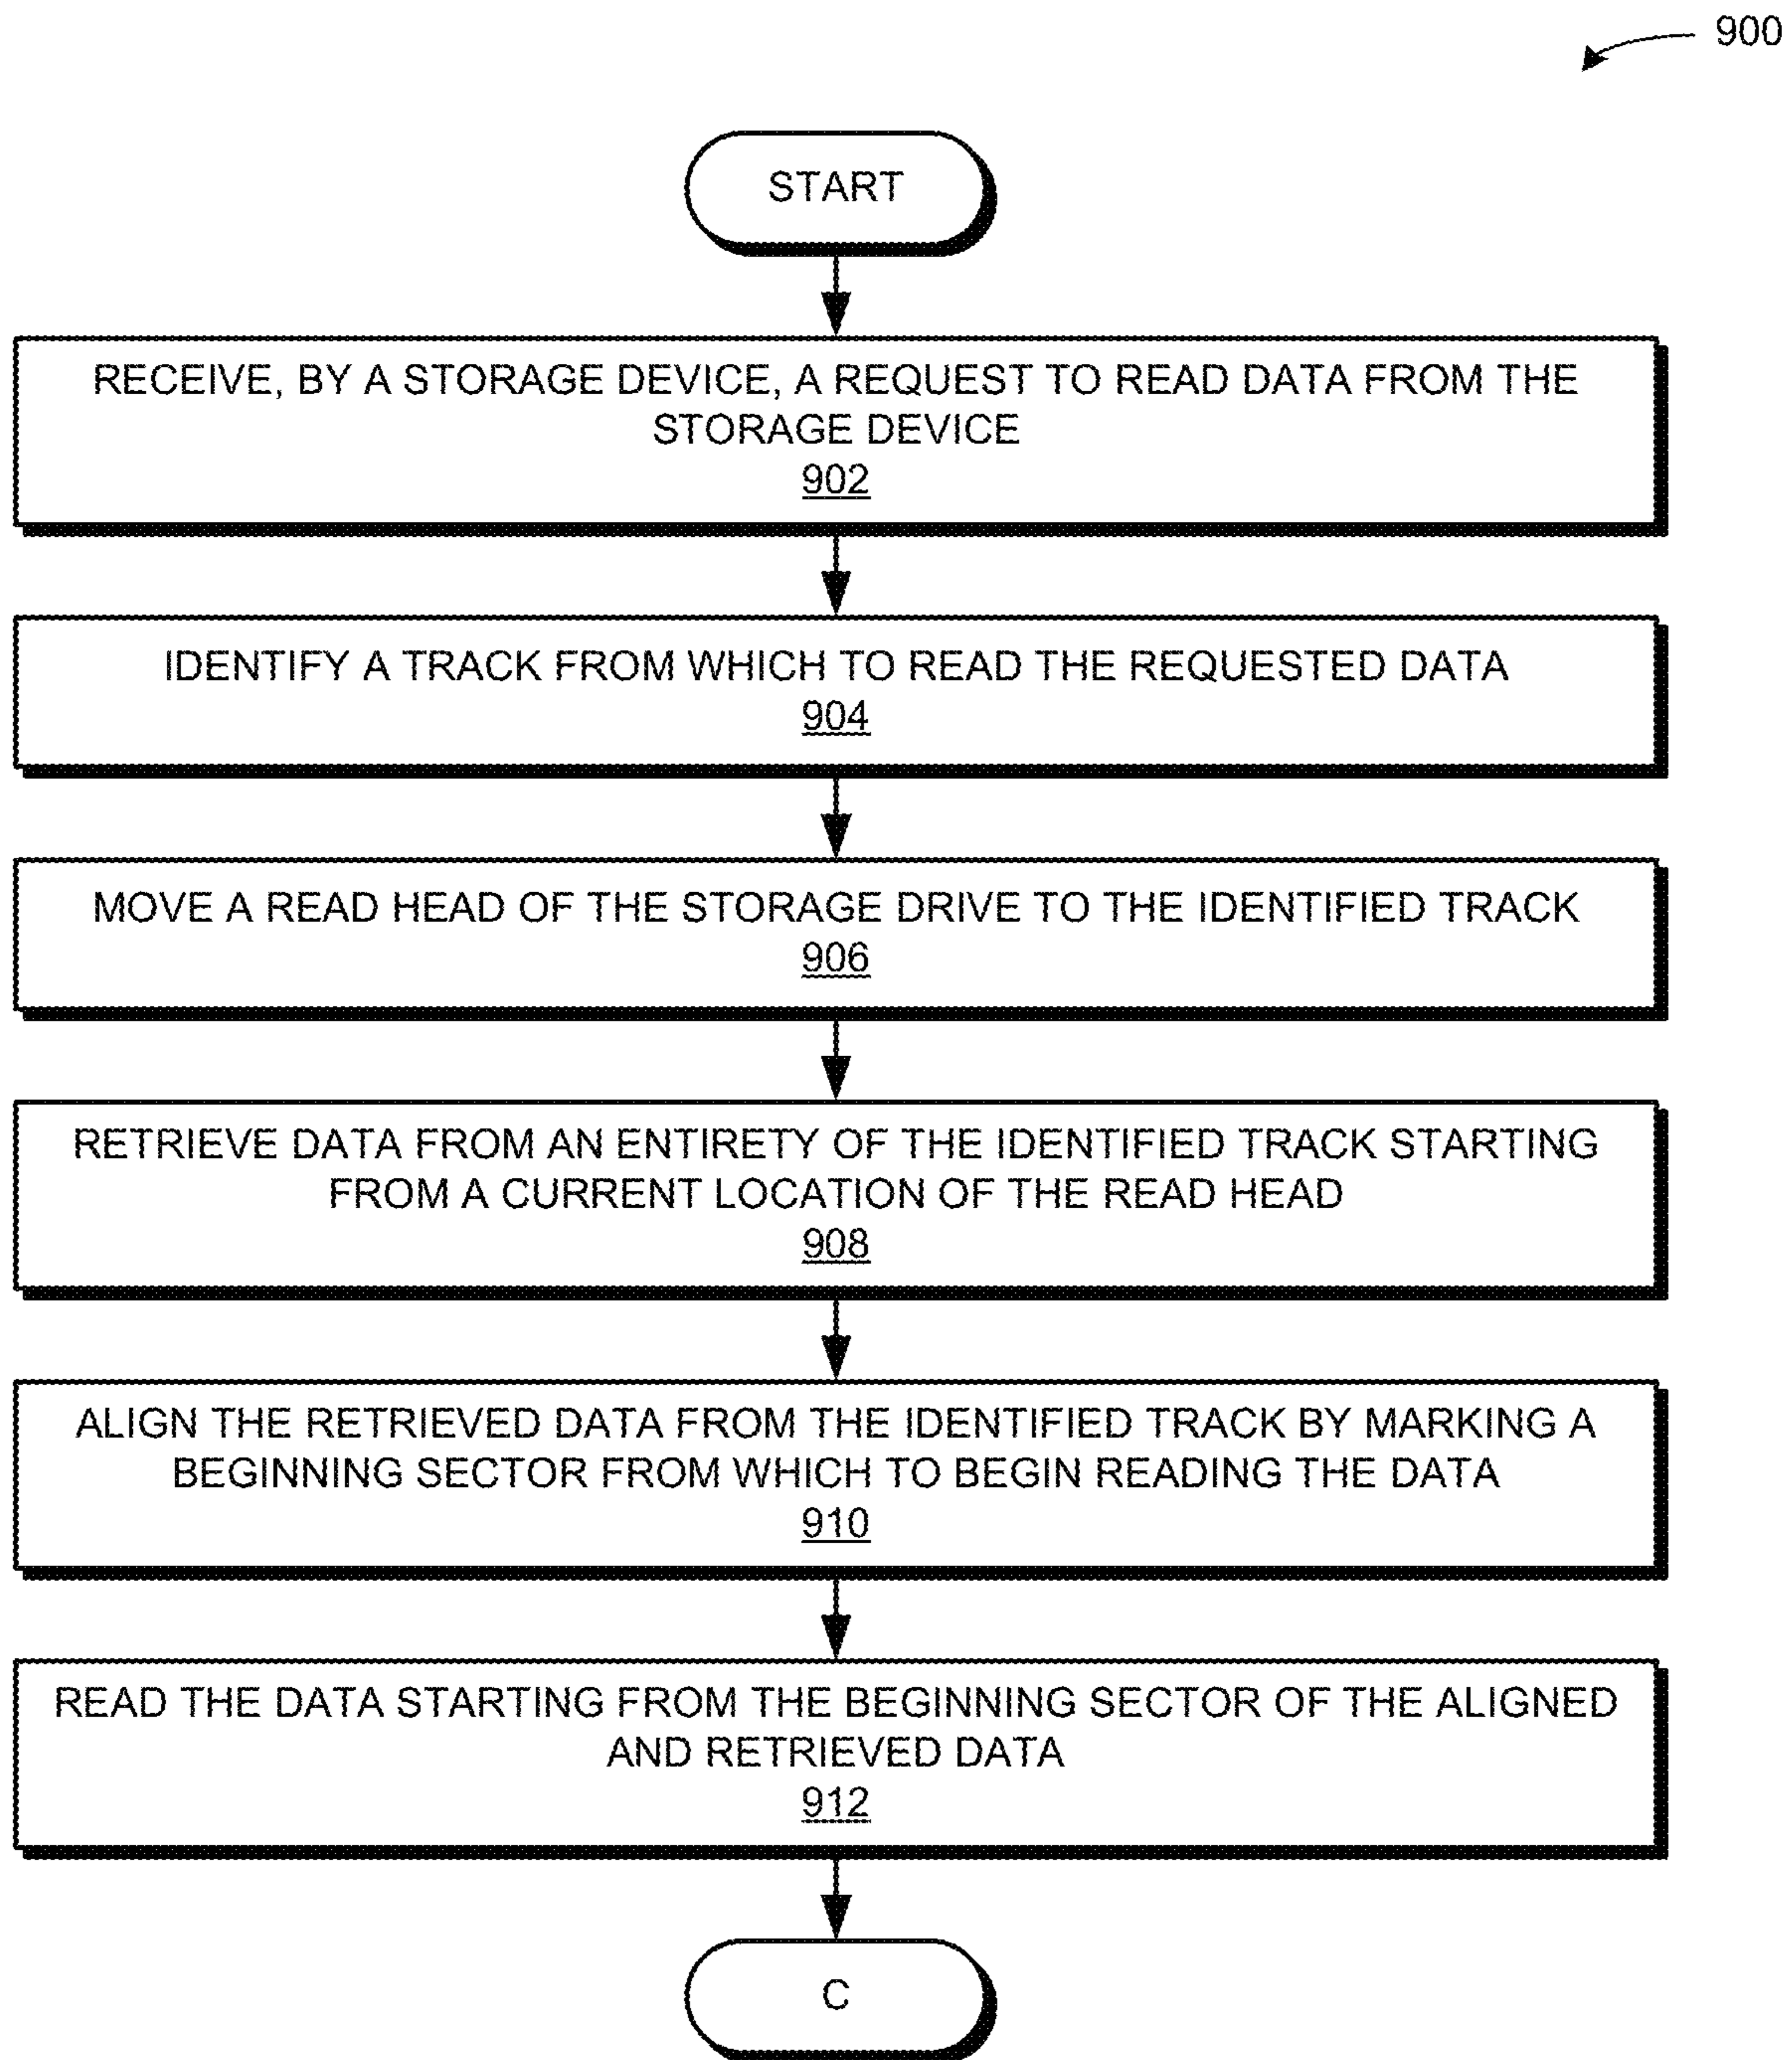 900
START
RECEIVE, BY A STORAGE DEVICE, A REQUEST TO READ DATA FROM THE
STORAGE DEVICE
902
IDENTIFY A TRACK FROM WHICH TO READ THE REQUESTED DATA
904
MOVE A READ HEAD OF THE STORAGE DRIVE TO THE IDENTIFIED TRACK
906
RETRIEVE DATA FROM AN ENTIRETY OF THE IDENTIFIED TRACK STARTING
FROM A CURRENT LOCATION OF THE READ HEAD
908
ALIGN THE RETRIEVED DATA FROM THE IDENTIFIED TRACK BY MARKING A
BEGINNING SECTOR FROM WHICH TO BEGIN READING THE DATA
910
READ THE DATA STARTING FROM THE BEGINNING SECTOR OF THE ALIGNED
AND RETRIEVED DATA
912
C